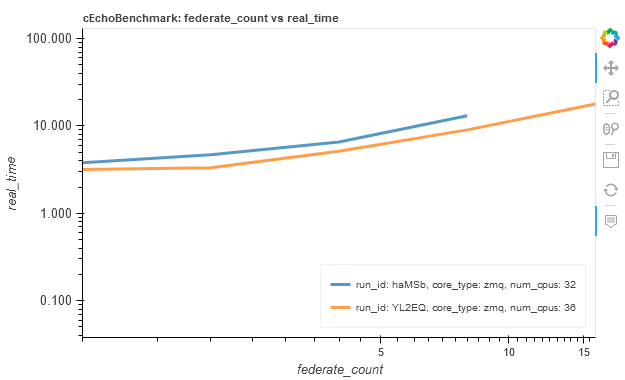 cEchoBenchmark: federate_count vs real_time
100.000
10.000
1.000
0.100
real_time
5
10
15
federate_count
run_id: haMSb, core_type: zmq, num_cpus: 32
run_id: YL2EQ, core_type: zmq, num_cpus: 36